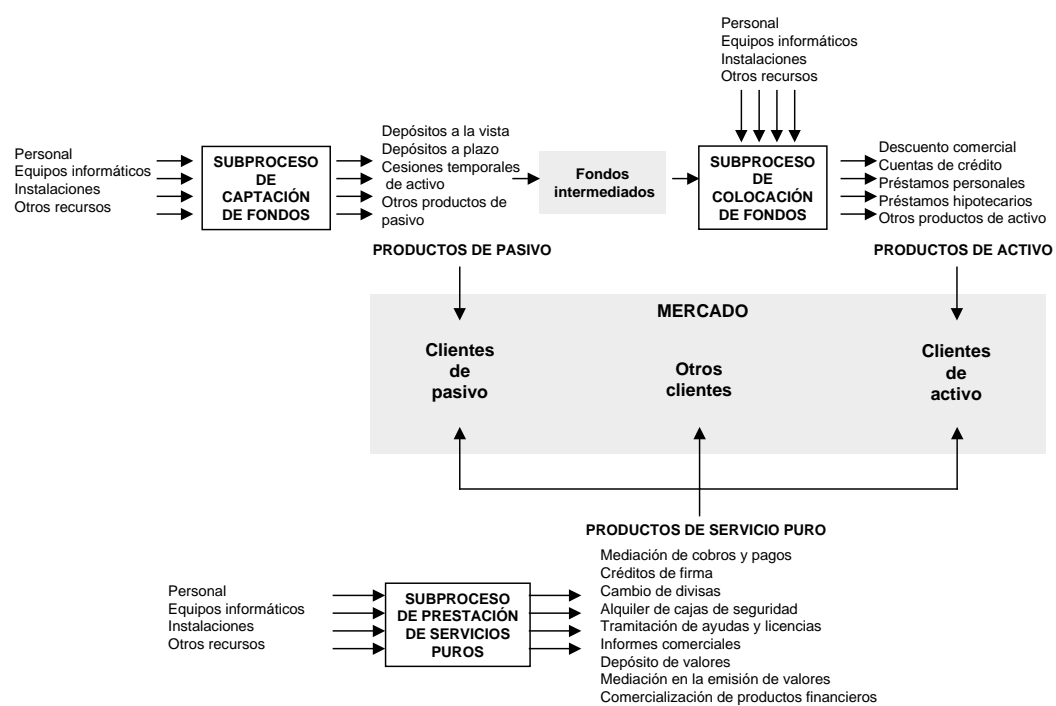 Personal
Equipos informáticos
Instalaciones
Otros recursos
Personal
Equipos informáticos
Instalaciones
Otros recursos
SUBPROCESO
DE
CAPTACIÓN
DE FONDOS
Depósitos a la vista
Depósitos a plazo
Cesiones temporales
de activo
Otros productos de
pasivo
Fondos
intermediados
SUBPROCESO
DE
COLOCACIÓN
DE FONDOS
Descuento comercial
Cuentas de crédito
Préstamos personales
Préstamos hipotecarios
Otros productos de activo
PRODUCTOS DE PASIVO
PRODUCTOS DE ACTIVO
MERCADO
Clientes
de
pasivo
Otros
clientes
Clientes
de
activo
PRODUCTOS DE SERVICIO PURO
Personal
Equipos informáticos
Instalaciones
Otros recursos
SUBPROCESO
DE PRESTACIÓN
DE SERVICIOS
PUROS
Mediación de cobros y pagos
Créditos de firma
Cambio de divisas
Alquiler de cajas de seguridad
Tramitación de ayudas y licencias
Informes comerciales
Depósito de valores
Mediación en la emisión de valores
Comercialización de productos financieros